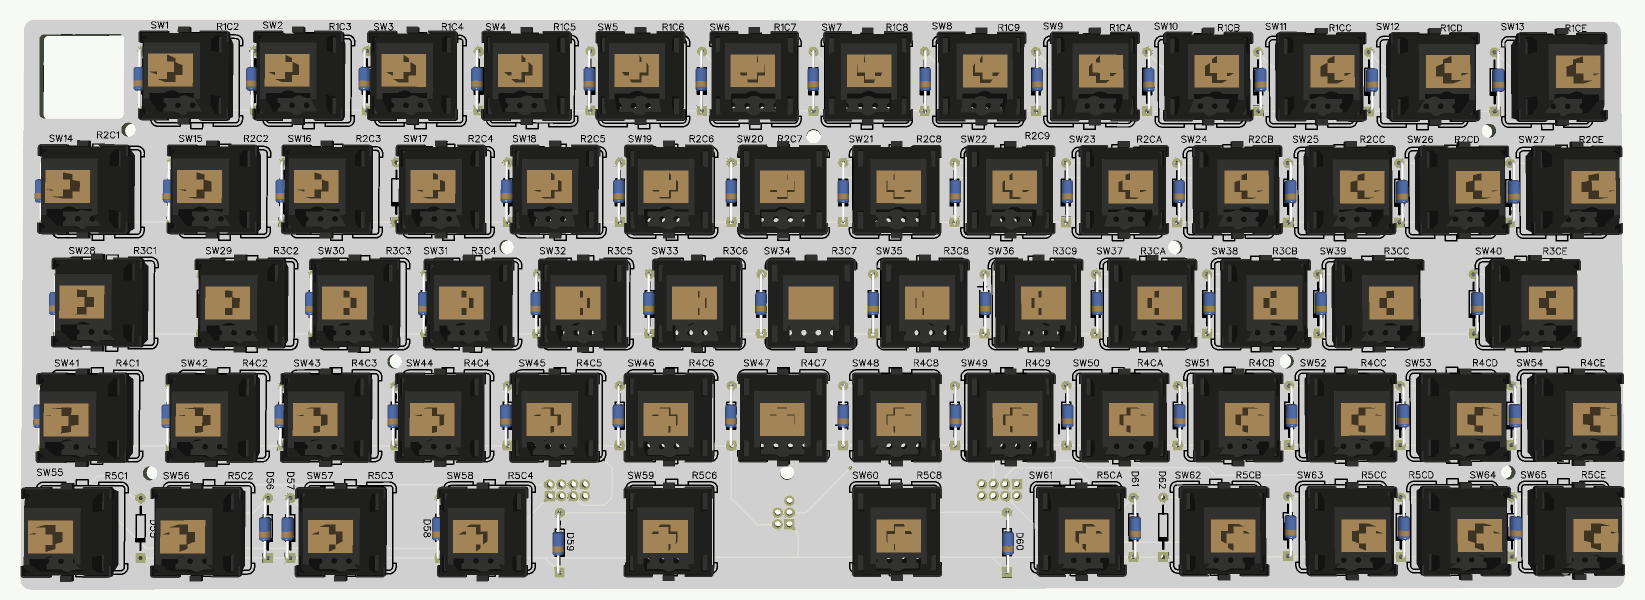 SW1 R1C2 SW2 R1C3 SW3 R1C4 SW4 R1C5 SW5 R1C6 SW6 R1C7 SW7 R1C8 SW8 R1C9 SW9 R1CA SW10 R1CB SW11 R1CC SW12 R1CD SW13 R1CE
SW14 R2C1 SW15 R2C2 SW16 R2C3 SW17 R2C4 SW18 R2C5 SW19 R2C6 SW20 R2C7 SW21 R2C8 SW22 R2C9 SW23 R2CA SW24 R2CB SW25 R2CC SW26 R2CD SW27 R2CE
SW28 R3C1 SW29 R3C2 SW30 R3C3 SW31 R3C4 SW32 R3C5 SW33 R3C6 SW34 R3C7 SW35 R3C8 SW36 R3C9 SW37 R3CA SW38 R3CB SW39 R3CC SW40 R3CE
SW41 R4C1 SW42 R4C2 SW43 R4C3 SW44 R4C4 SW45 R4C5 SW46 R4C6 SW47 R4C7 SW48 R4C8 SW49 R4C9 SW50 R4CA SW51 R4CB SW52 R4CC SW53 R4CD SW54 R4CE
SW55 R5C1 SW56 R5C2 D56 D57 SW57 R5C3 SW58 R5C4 SW59 R5C6 SW60 R5C8 SW61 R5CA D61 D62 SW62 R5CB SW63 R5CC R5CD SW64 SW65 R5CE
D58 D59 D60